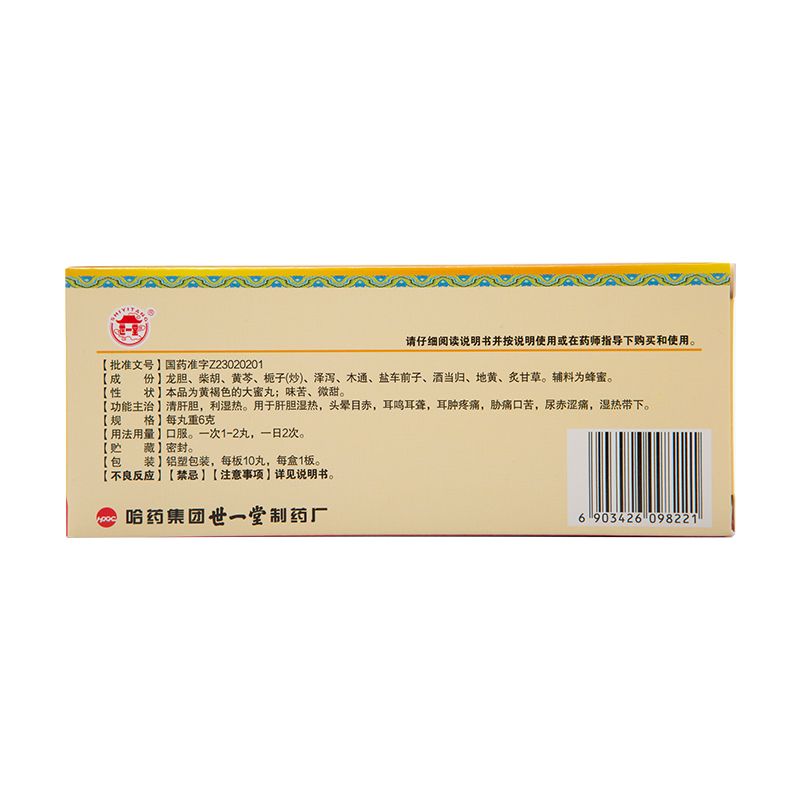 SHIYITANG
世一堂
®
请仔细阅读说明书并按说明使用或在药师指导下购买和使用。
【批准文号】国药准字Z23020201
【成　份】龙胆、柴胡、黄芩、栀子(炒)、泽泻、木通、盐车前子、酒当归、地黄、炙甘草。辅料为蜂蜜。
【性　状】本品为黄褐色的大蜜丸；味苦、微甜。
【功能主治】清肝胆，利湿热。用于肝胆湿热，头晕目赤，耳鸣耳聋，耳肿疼痛，胁痛口苦，尿赤涩痛，湿热带下。
【规　格】每丸重6克
【用法用量】口服。一次1-2丸，一日2次。
【贮　藏】密封。
【包　装】铝塑包装，每板10丸，每盒1板。
【不良反应】【禁忌】【注意事项】详见说明书。
HPGC 哈药集团世一堂制药厂
6 903426 098221